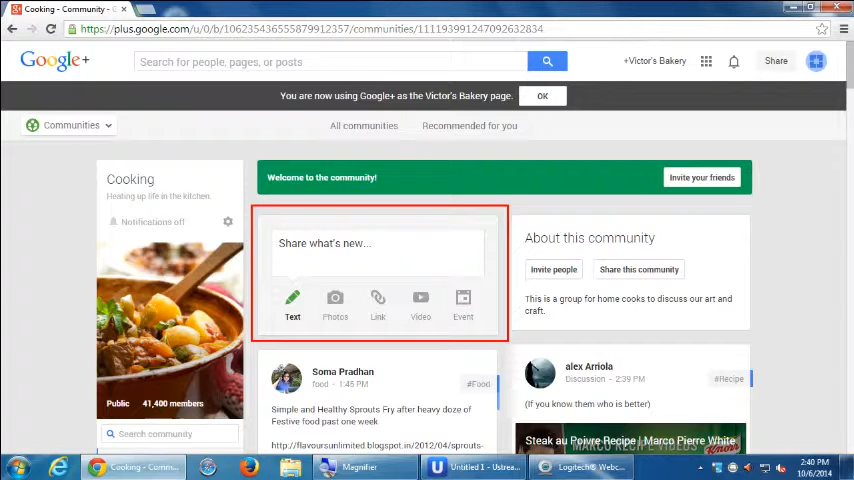 Cooking - Community - G
https://plus.google.com/u/0/b/106235436555879912357/communities/111193991247092632834
Google+
Search for people, pages, or posts
+Victor's Bakery
Share
You are now using Google+ as the Victor's Bakery page.
OK
Communities
All communities
Recommended for you
Cooking
Heating up life in the kitchen.
Notifications off
Public 41,400 members
Search community
Welcome to the community!
Invite your friends
Share what's new...
Text
Photos
Link
Video
Event
About this community
Invite people
Share this community
This is a group for home cooks to discuss our art and
craft.
Soma Pradhan
food - 1:45 PM
#Food
Simple and Healthy Sprouts Fry after heavy doze of
Festive food past one week
http://flavoursunlimited.blogspot.in/2012/04/sprouts-
alex Arriola
Discussion - 2:39 PM
#Recipe
(If you know them who is better)
Steak au Poivre Recipe | Marco Pierre White
MARCO RECIPE VIDEOS
Knorr
Cooking - Comm...
Magnifier
Untitled 1 - Ustrea...
Logitech® Webc...
2:40 PM
10/6/2014